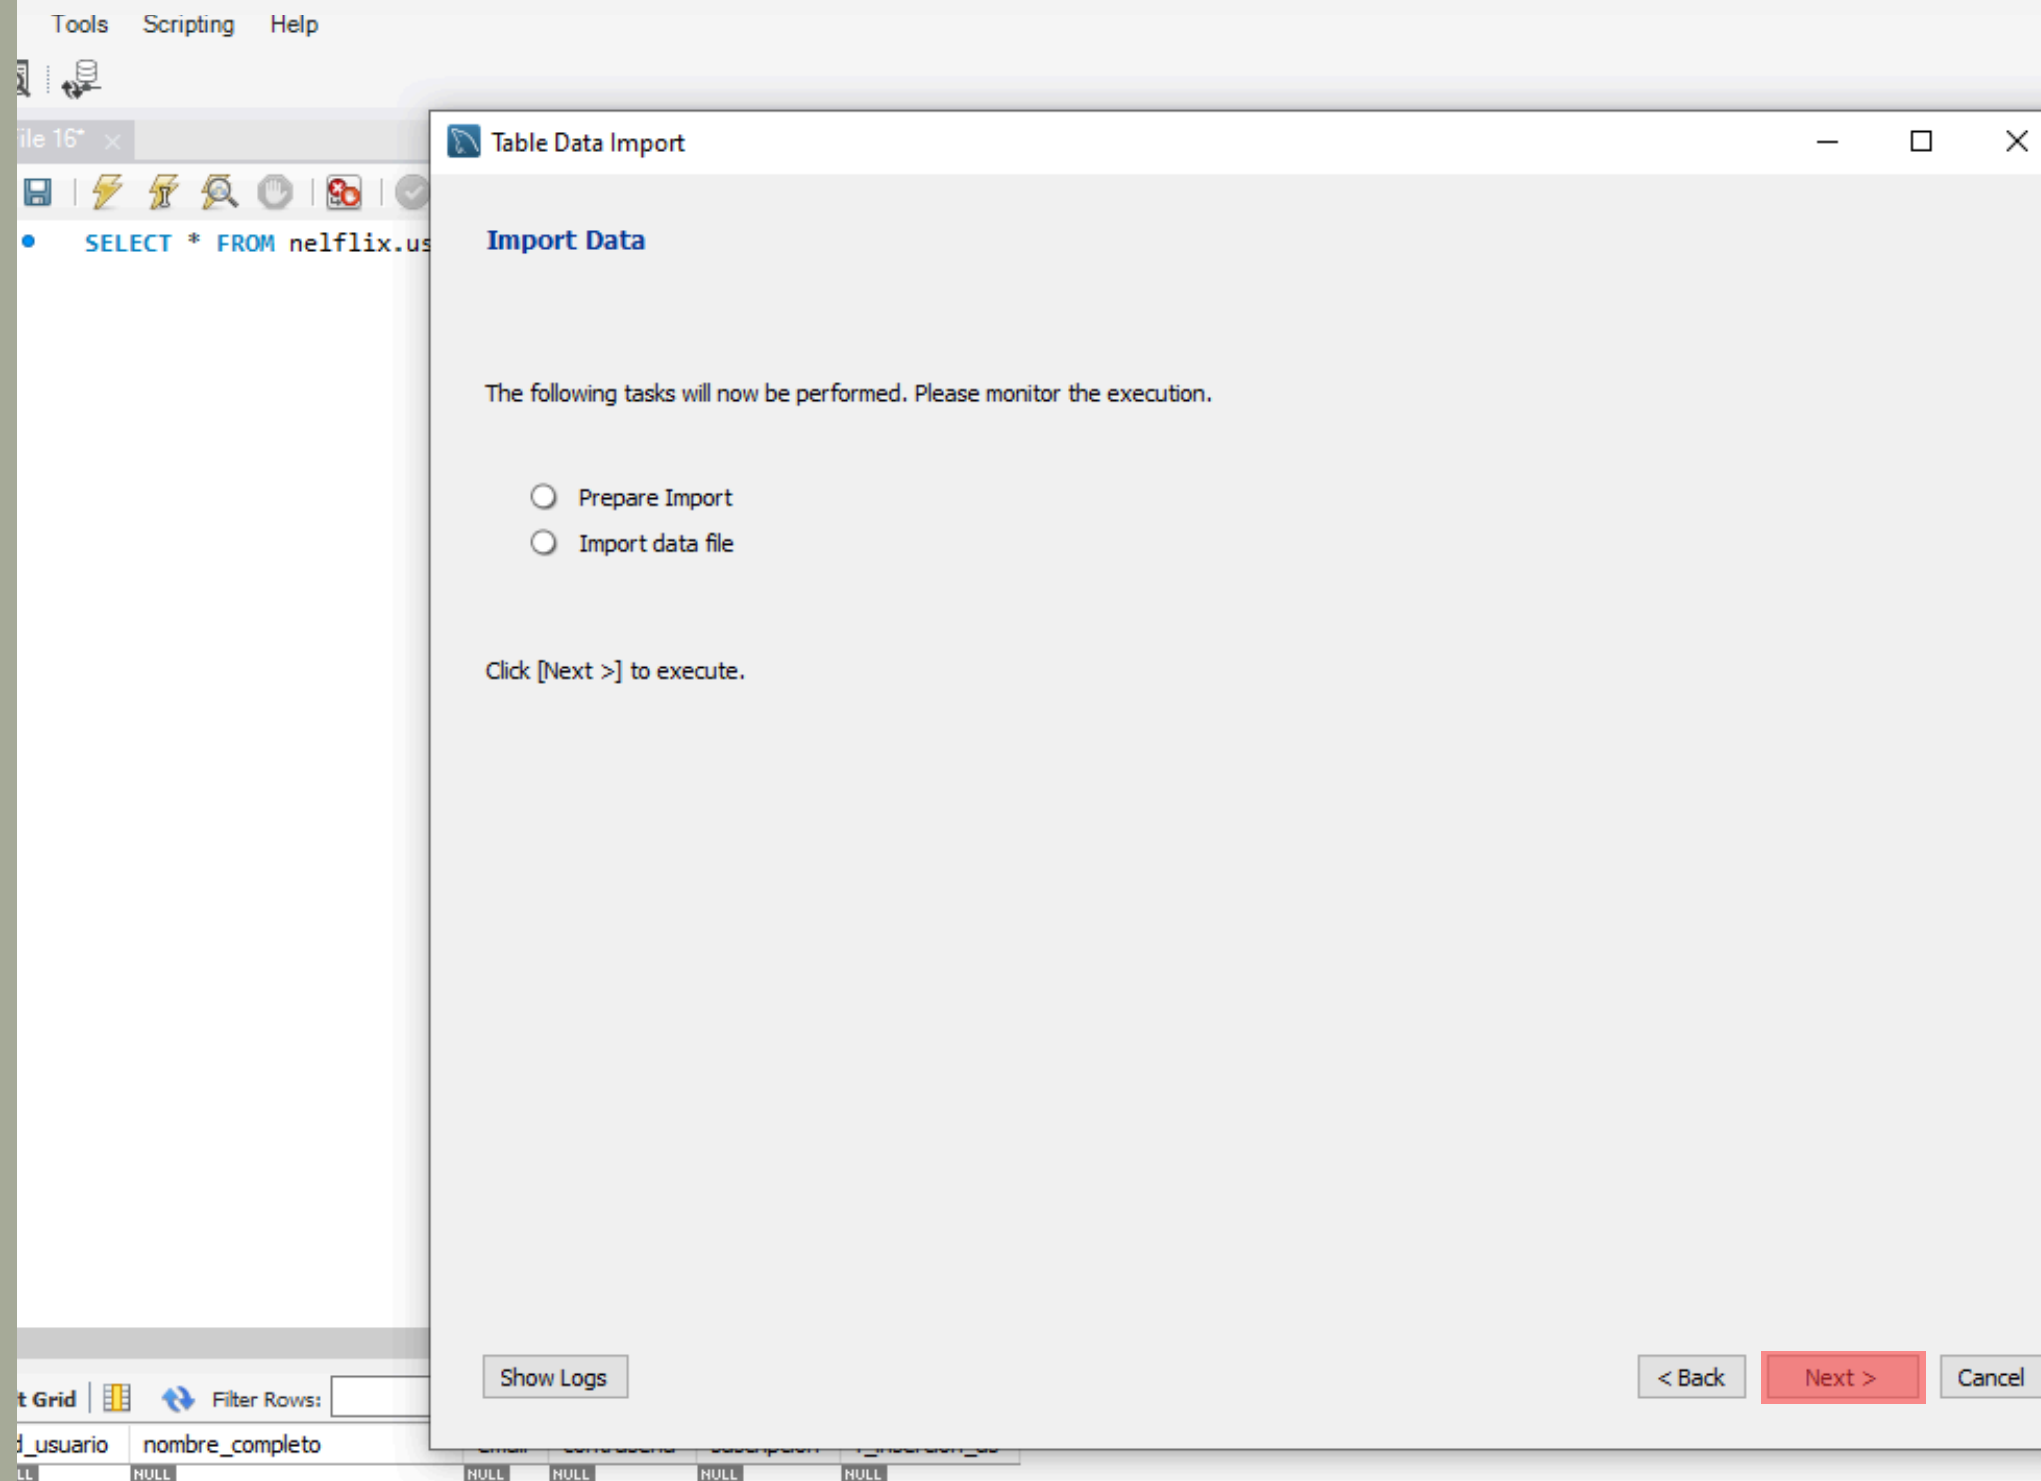 Tools Scripting Help
ile 16* ×
Table Data Import
SELECT * FROM nelflix.us
Import Data
The following tasks will now be performed. Please monitor the execution.
Prepare Import
Import data file
Click [Next >] to execute.
Show Logs
< Back
Next >
Cancel
t Grid Filter Rows:
d_usuario nombre_completo
NULL NULL NULL NULL NULL